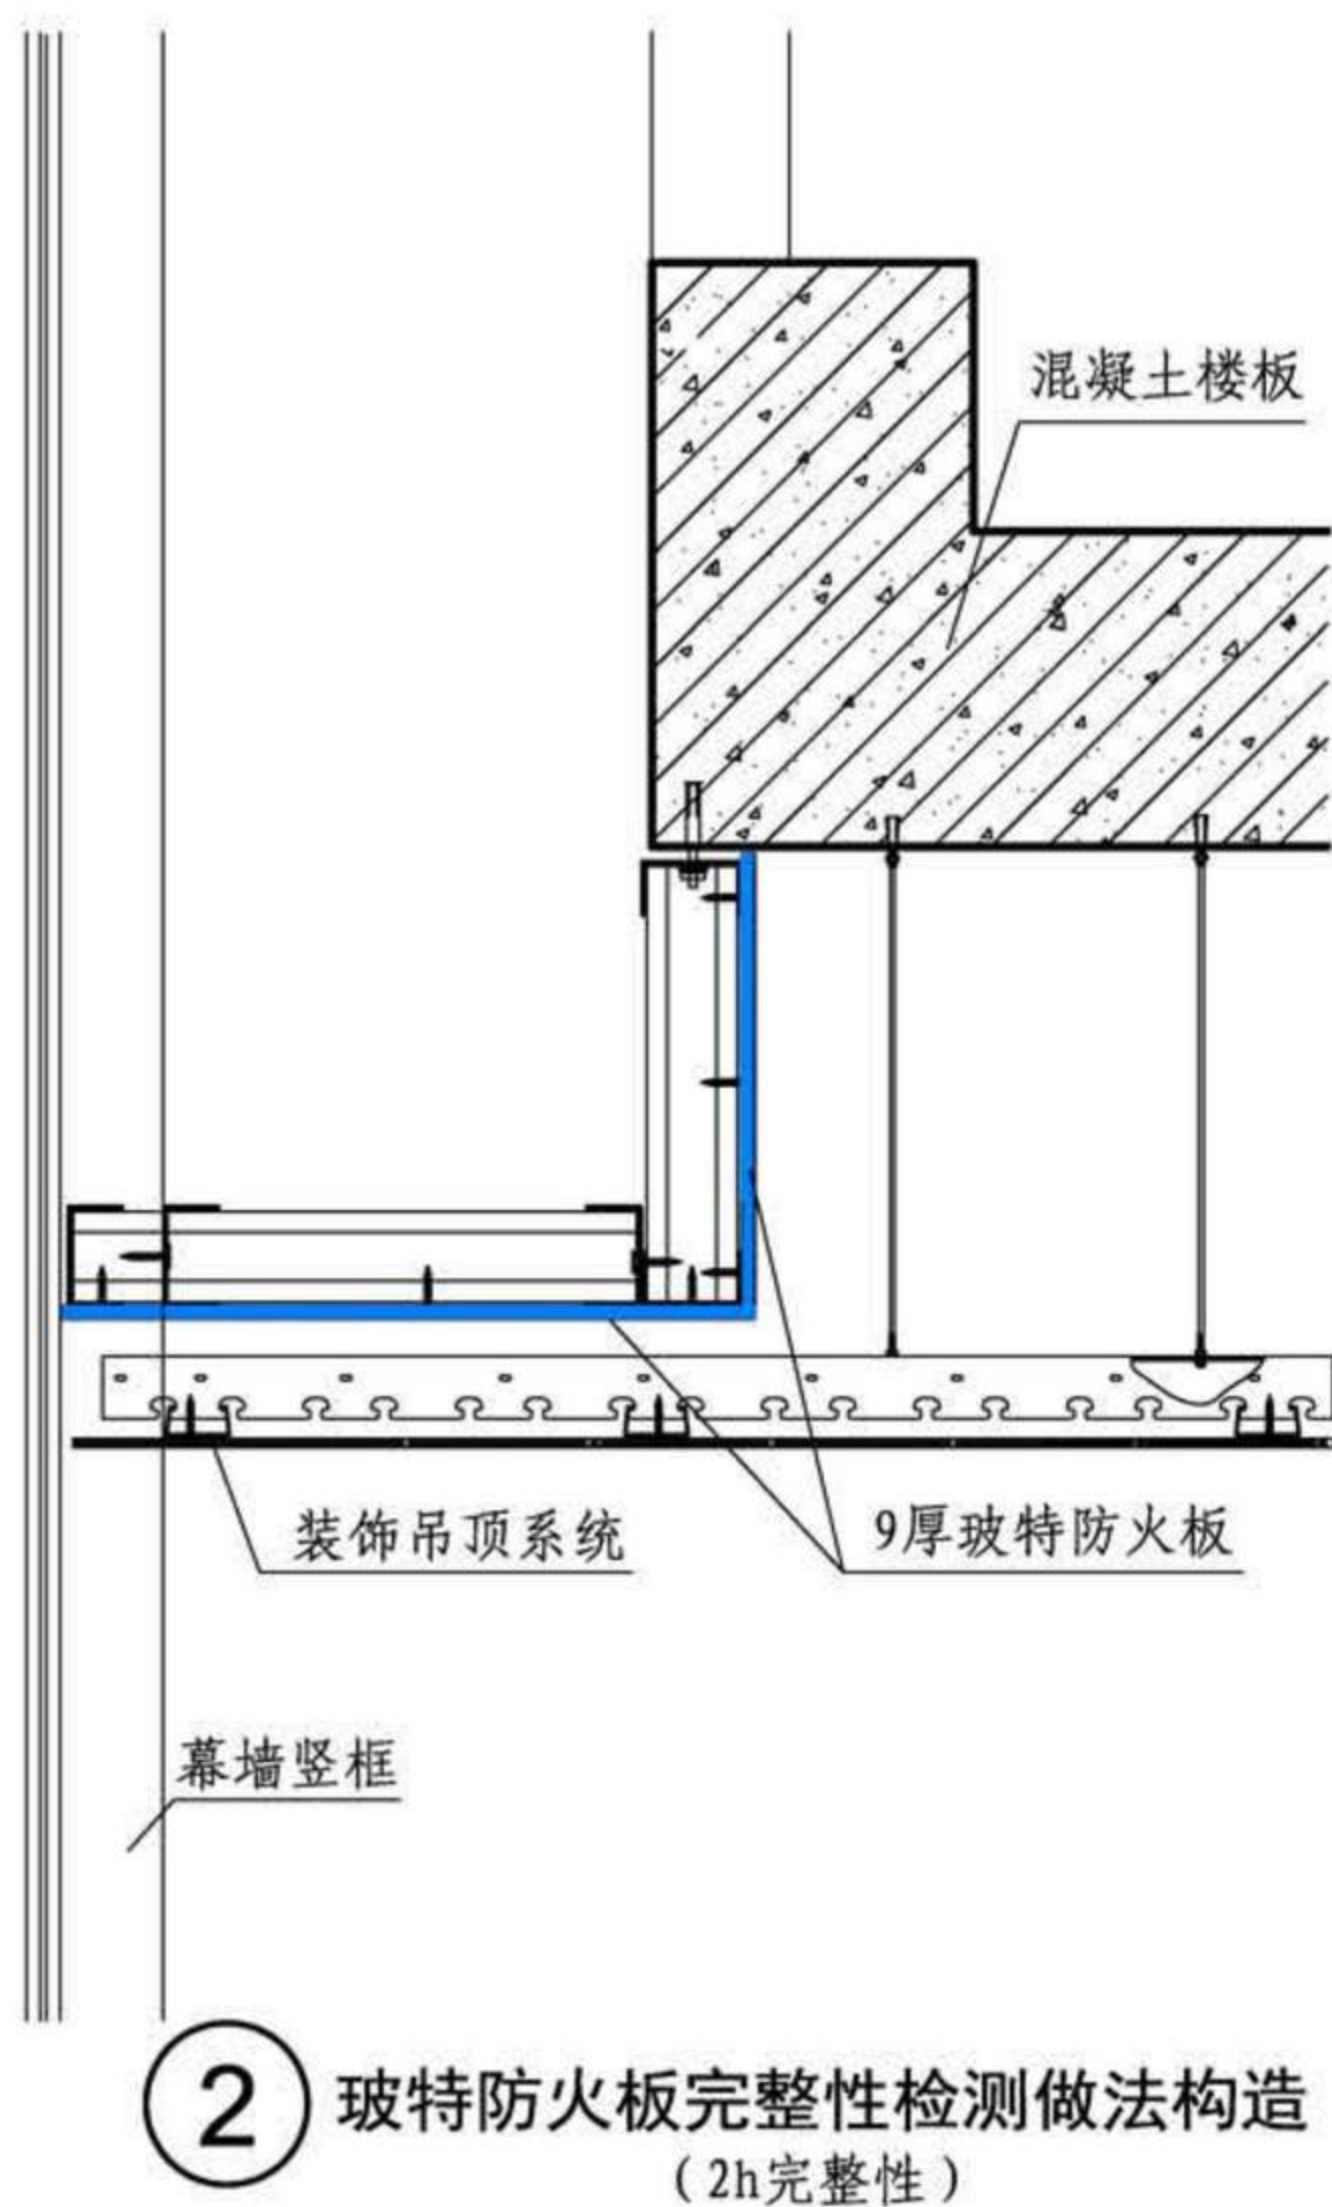 混凝土楼板
装饰吊顶系统
9厚玻特防火板
幕墙竖框
2 玻特防火板完整性检测做法构造
（2h完整性）